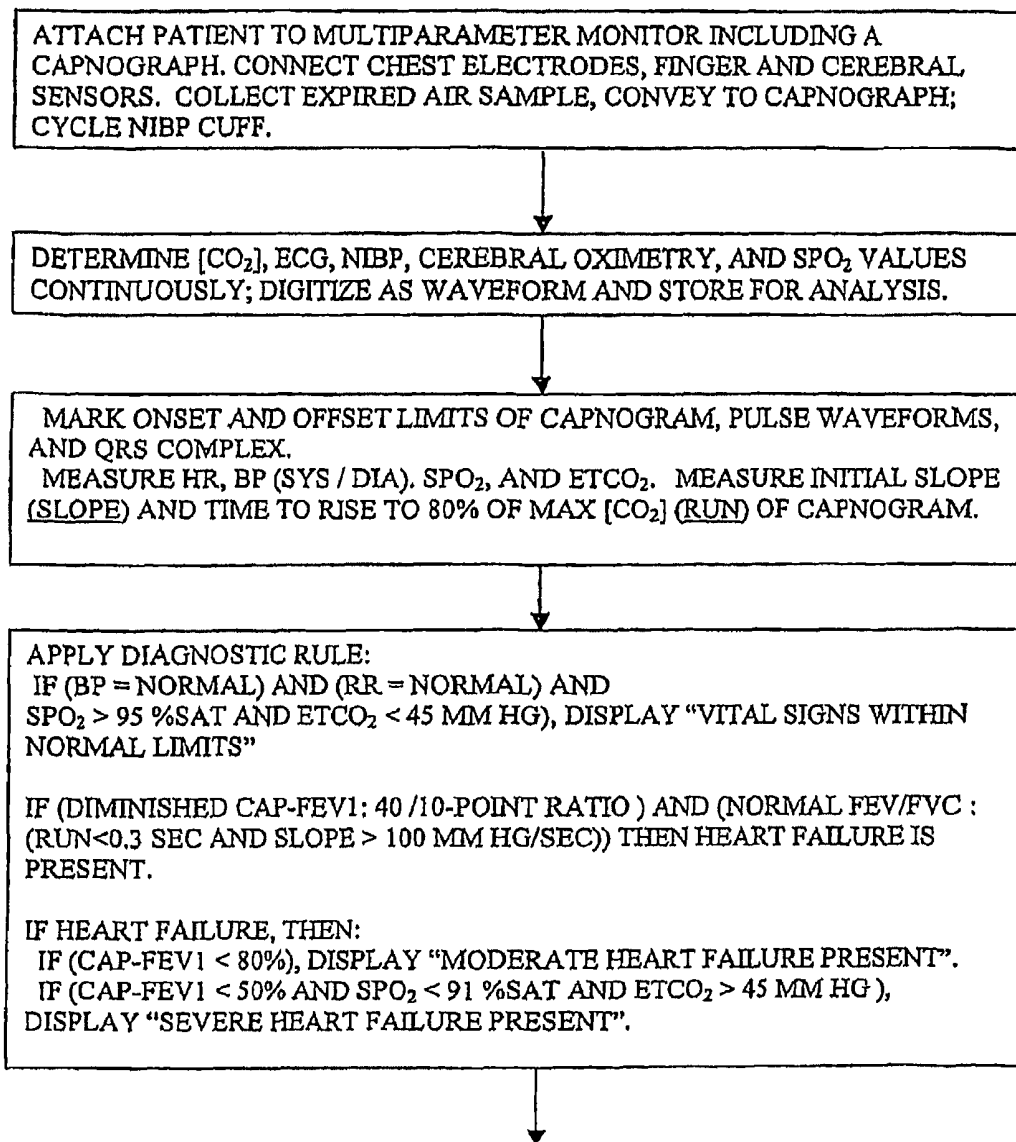 ATTACH PATIENT TO MULTIPARAMETER MONITOR INCLUDING A
CAPNOGRAPH. CONNECT CHEST ELECTRODES, FINGER AND CEREBRAL
SENSORS. COLLECT EXPIRED AIR SAMPLE, CONVEY TO CAPNOGRAPH;
CYCLE NIBP CUFF.
DETERMINE [CO₂], ECG, NIBP, CEREBRAL OXIMETRY, AND SPO₂ VALUES
CONTINUOUSLY; DIGITIZE AS WAVEFORM AND STORE FOR ANALYSIS.
MARK ONSET AND OFFSET LIMITS OF CAPNOGRAM, PULSE WAVEFORMS,
AND QRS COMPLEX.
MEASURE HR, BP (SYS / DIA). SPO₂, AND ETCO₂. MEASURE INITIAL SLOPE
(SLOPE) AND TIME TO RISE TO 80% OF MAX [CO₂] (RUN) OF CAPNOGRAM.
APPLY DIAGNOSTIC RULE:
IF (BP = NORMAL) AND (RR = NORMAL) AND
SPO₂ > 95 %SAT AND ETCO₂ < 45 MM HG), DISPLAY “VITAL SIGNS WITHIN
NORMAL LIMITS”
IF (DIMINISHED CAP-FEV1: 40 /10-POINT RATIO ) AND (NORMAL FEV/FVC :
(RUN<0.3 SEC AND SLOPE > 100 MM HG/SEC)) THEN HEART FAILURE IS
PRESENT.
IF HEART FAILURE, THEN:
IF (CAP-FEV1 < 80%), DISPLAY “MODERATE HEART FAILURE PRESENT”.
IF (CAP-FEV1 < 50% AND SPO₂ < 91 %SAT AND ETCO₂ > 45 MM HG ),
DISPLAY “SEVERE HEART FAILURE PRESENT”.